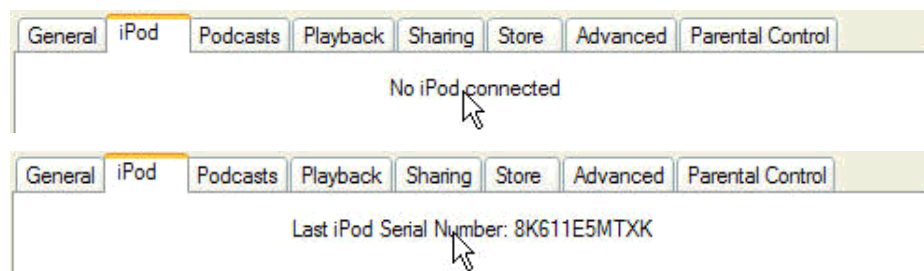 General iPod Podcasts Playback Sharing Store Advanced Parental Control
No iPod connected
General iPod Podcasts Playback Sharing Store Advanced Parental Control
Last iPod Serial Number: 8K611E5MTXK